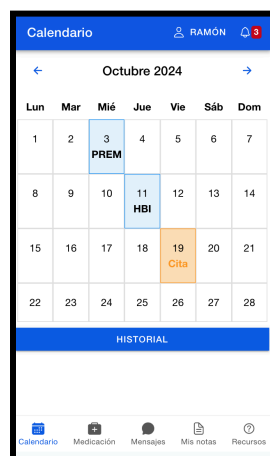 Calendario RAMÓN 3
Octubre 2024
Lun Mar Mié Jue Vie Sáb Dom
1 2 3 4 5 6 7
PREM
8 9 10 11 12 13 14
HBI
15 16 17 18 19 20 21
Cita
22 23 24 25 26 27 28
HISTORIAL
Calendario Medicación Mensajes Mis notas Recursos